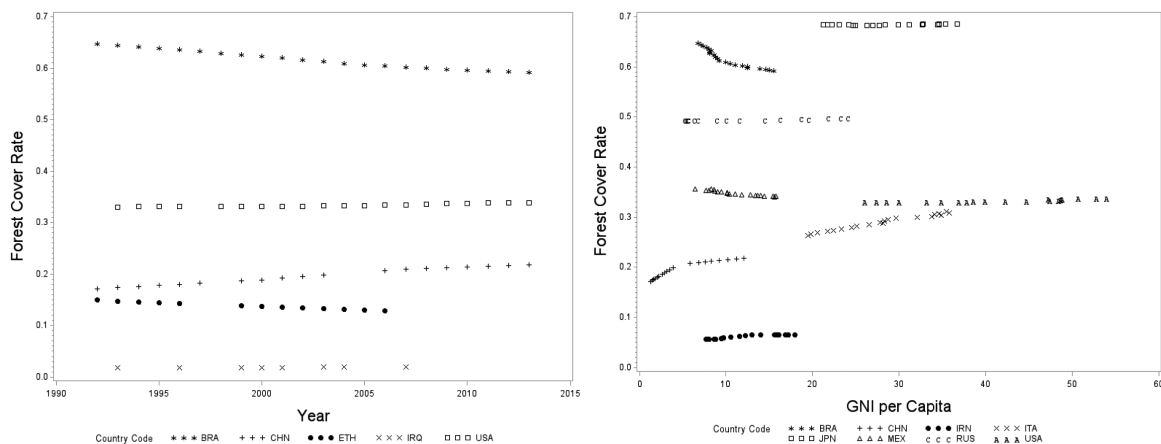 0.7
0.6
0.5
0.4
0.3
0.2
0.1
0.0
Forest Cover Rate
1990 1995 2000 2005 2010 2015
Year
Country Code BRA CHN ETH IRQ USA
0.7
0.6
0.5
0.4
0.3
0.2
0.1
0.0
Forest Cover Rate
0 10 20 30 40 50 60
GNI per Capita
Country Code BRA CHN IRN ITA
JPN MEX RUS USA